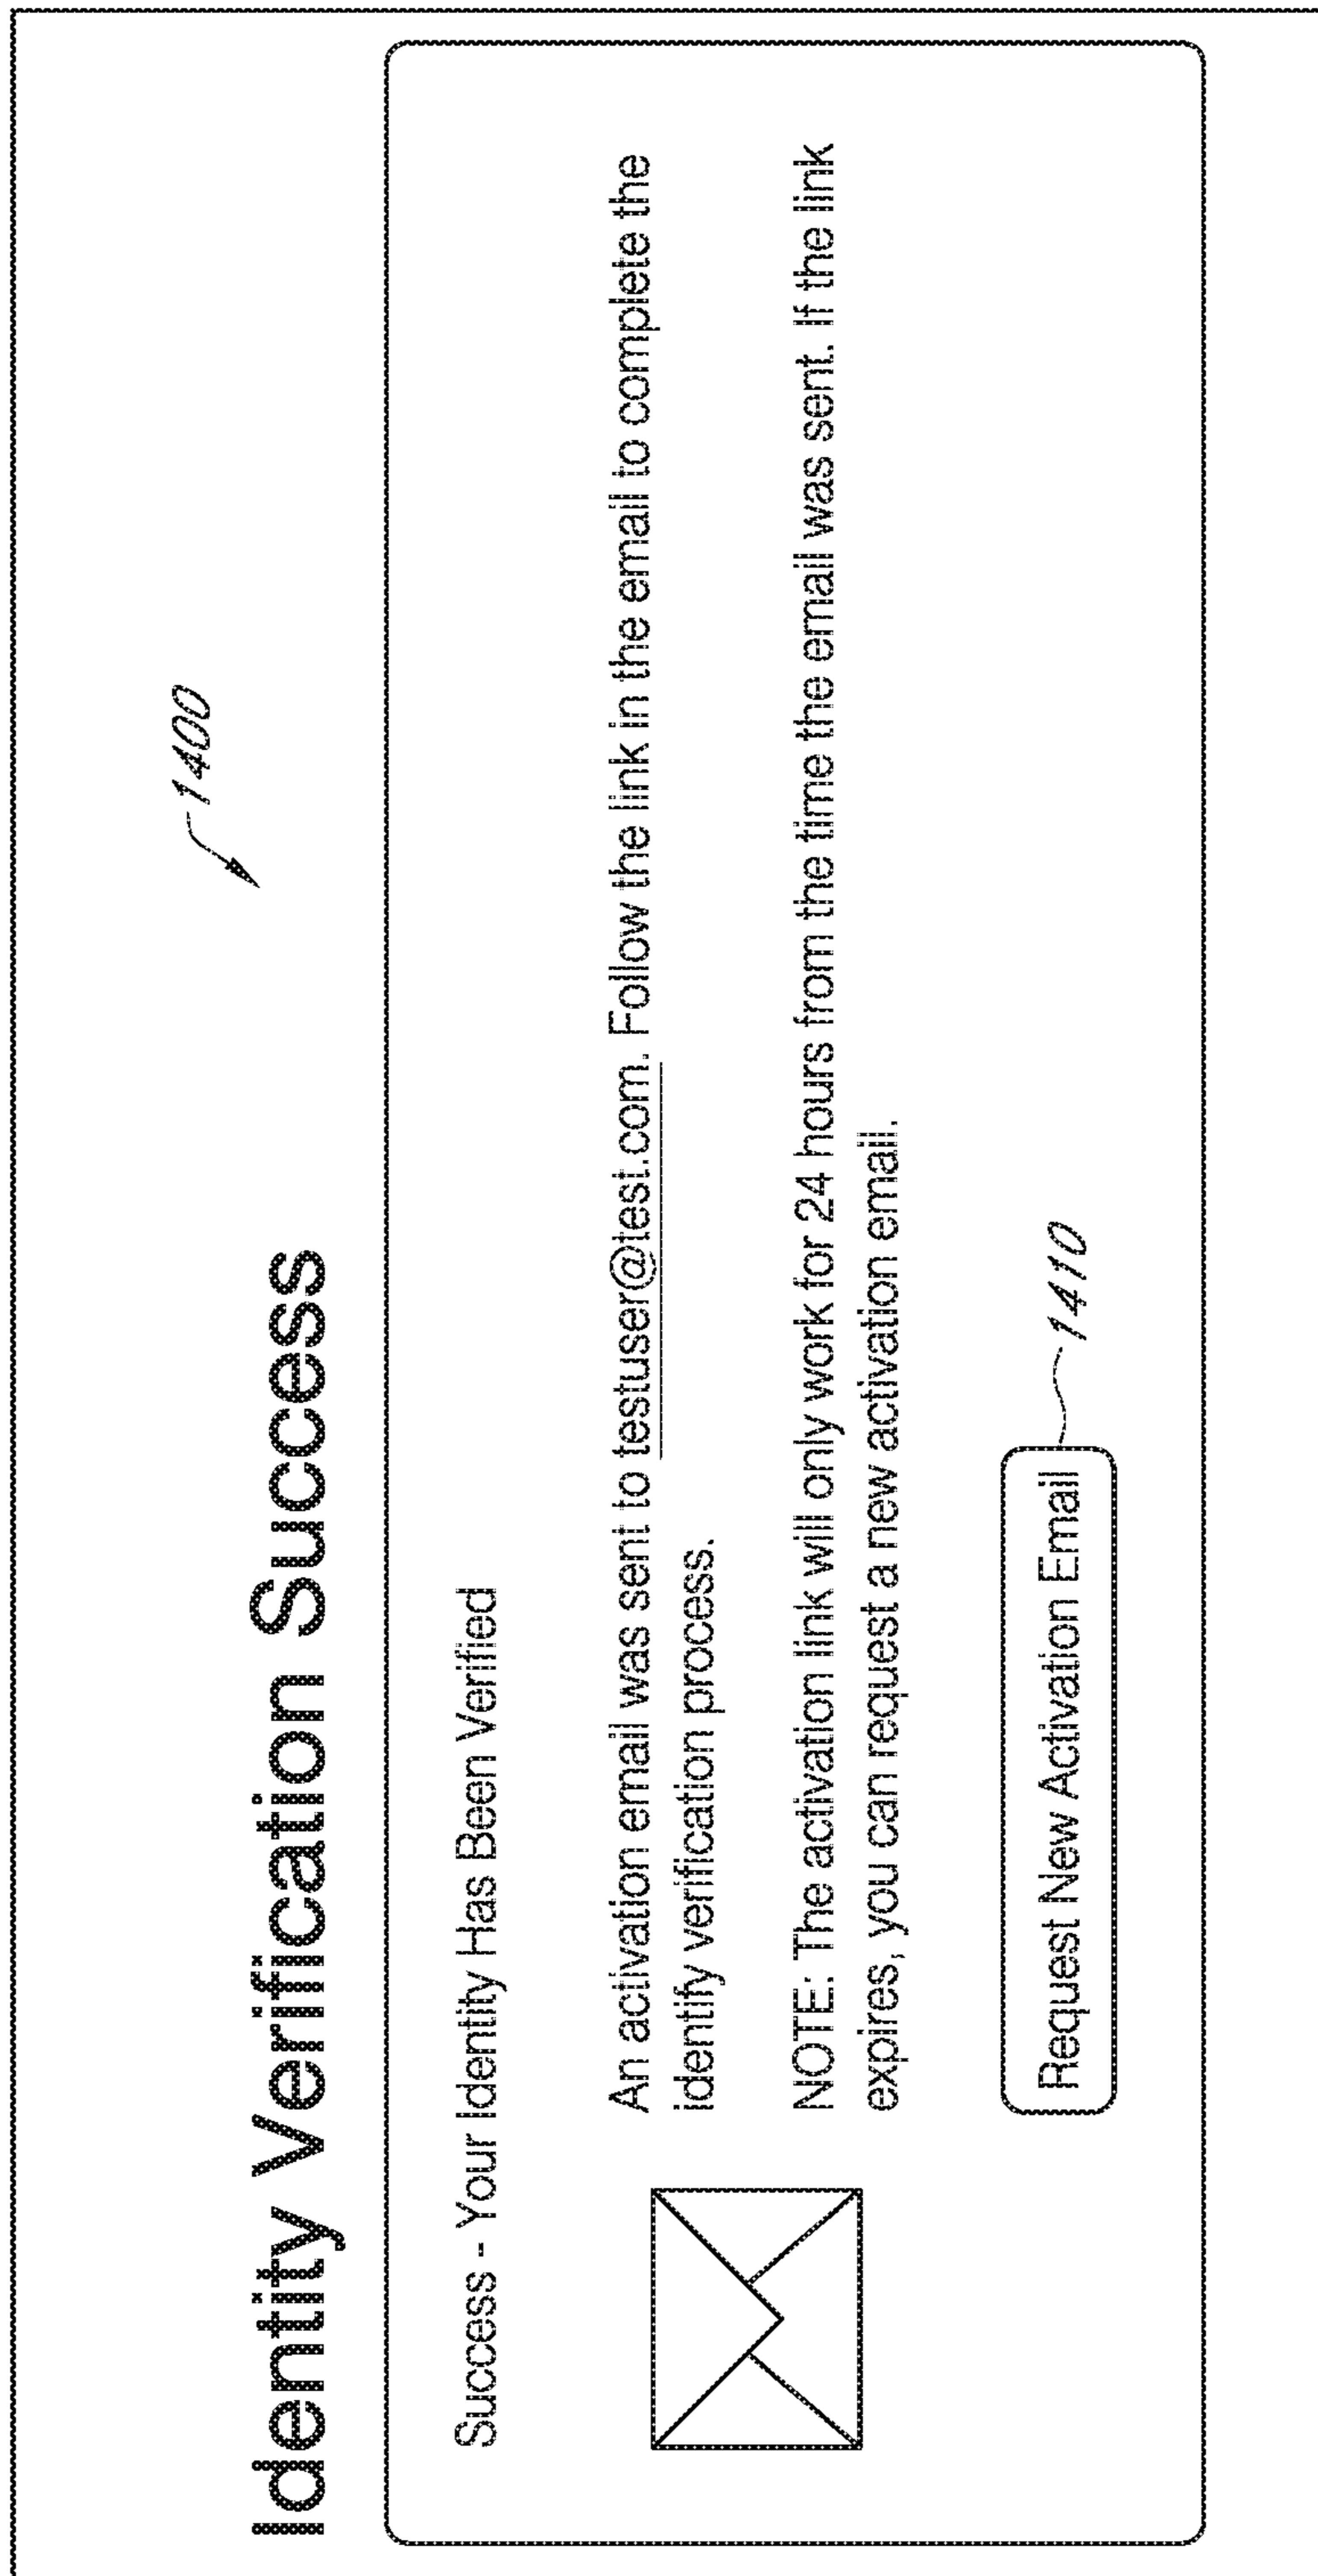 1400
Identity Verification Success
Success - Your Identity Has Been Verified
An activation email was sent to testuser@test.com. Follow the link in the email to complete the
identify verification process.
NOTE: The activation link will only work for 24 hours from the time the email was sent. If the link
expires, you can request a new activation email.
Request New Activation Email
1410